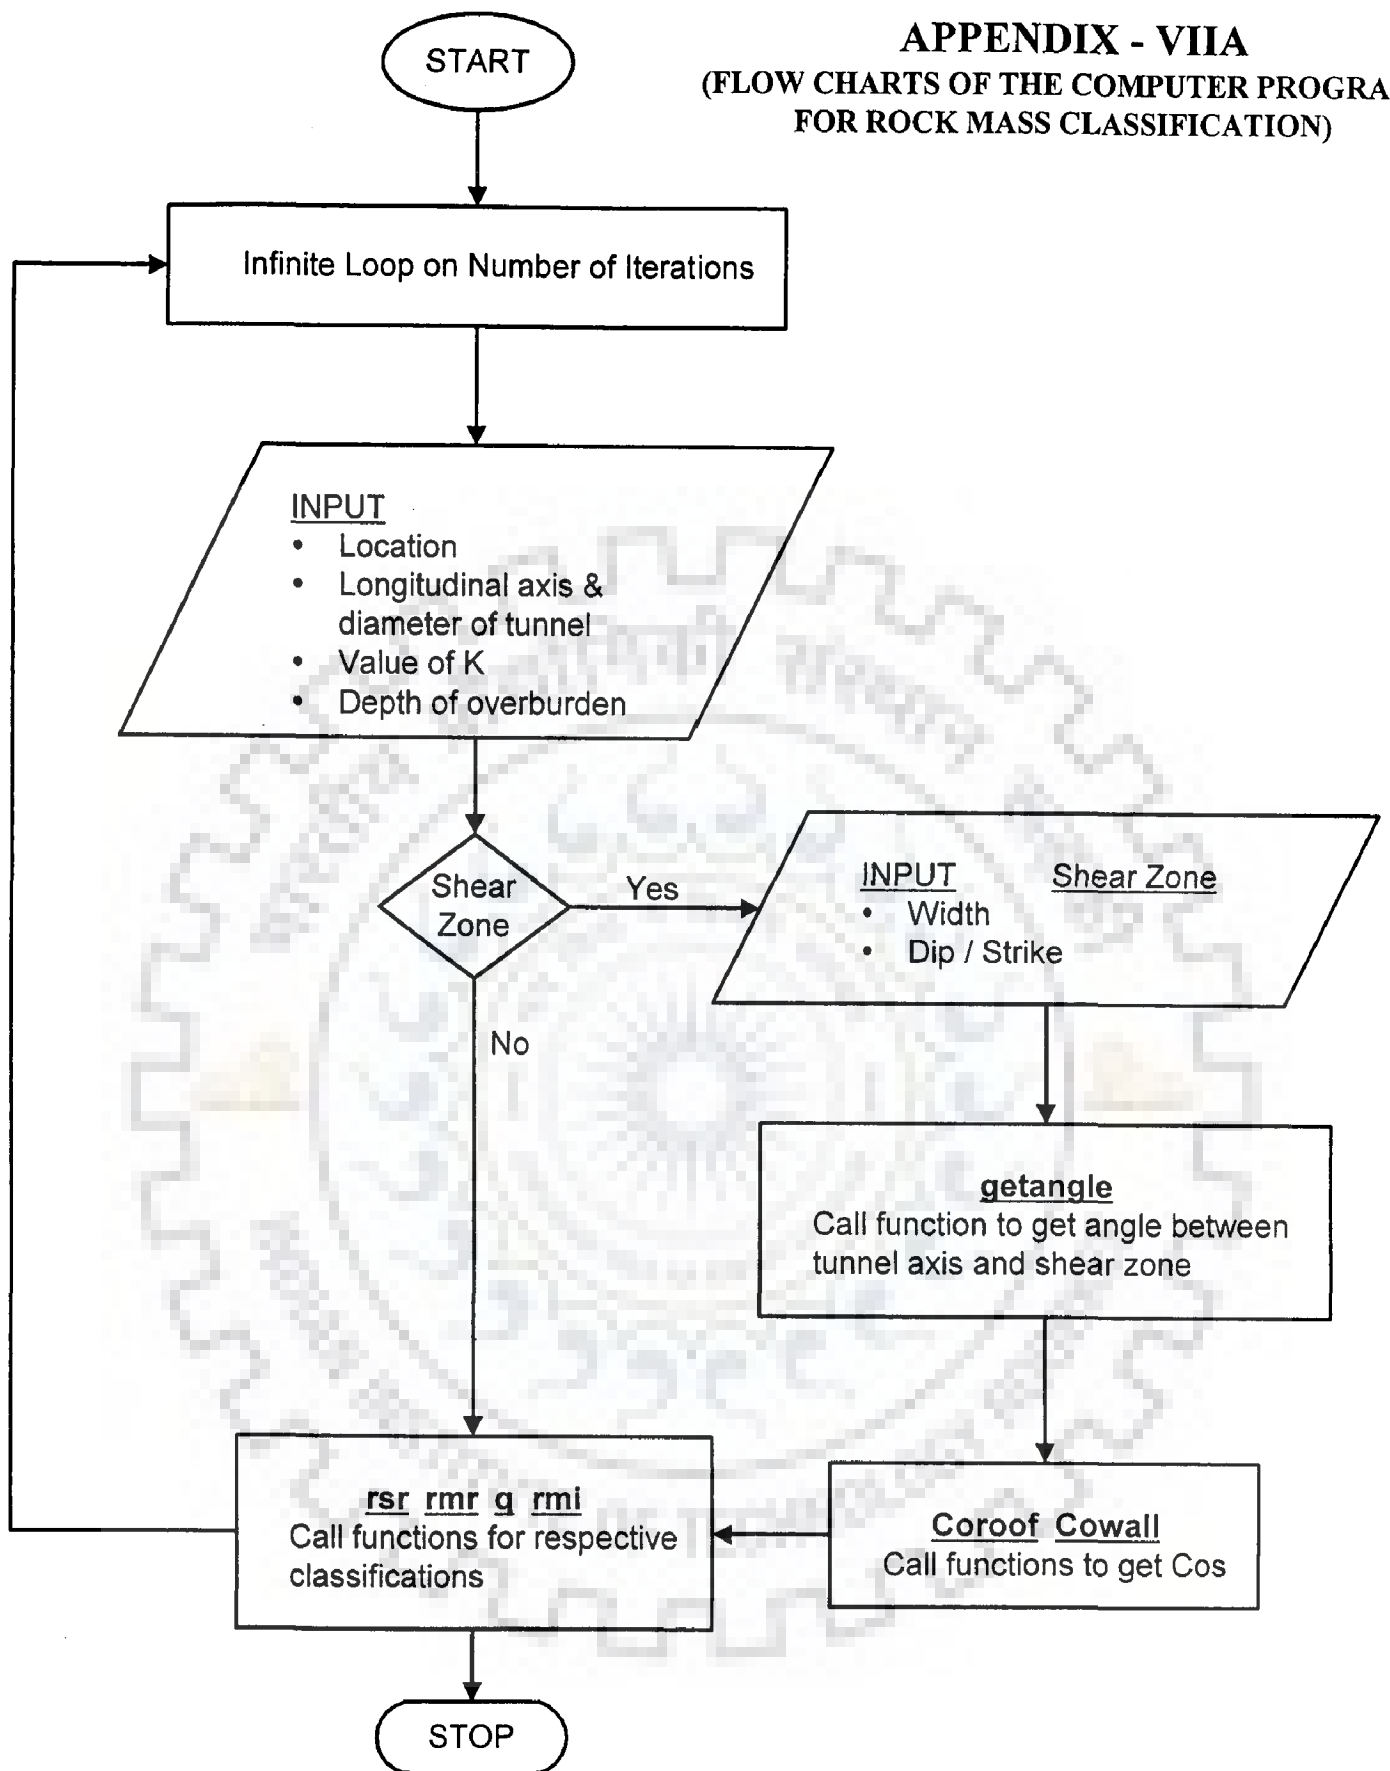 START
APPENDIX - VIIA
(FLOW CHARTS OF THE COMPUTER PROGRA
FOR ROCK MASS CLASSIFICATION)
Infinite Loop on Number of Iterations
INPUT
• Location
• Longitudinal axis &
diameter of tunnel
• Value of K
• Depth of overburden
Shear
Zone
Yes
No
INPUT Shear Zone
• Width
• Dip / Strike
getangle
Call function to get angle between
tunnel axis and shear zone
Coroof Cowall
Call functions to get Cos
rsr rmr q rmi
Call functions for respective
classifications
STOP